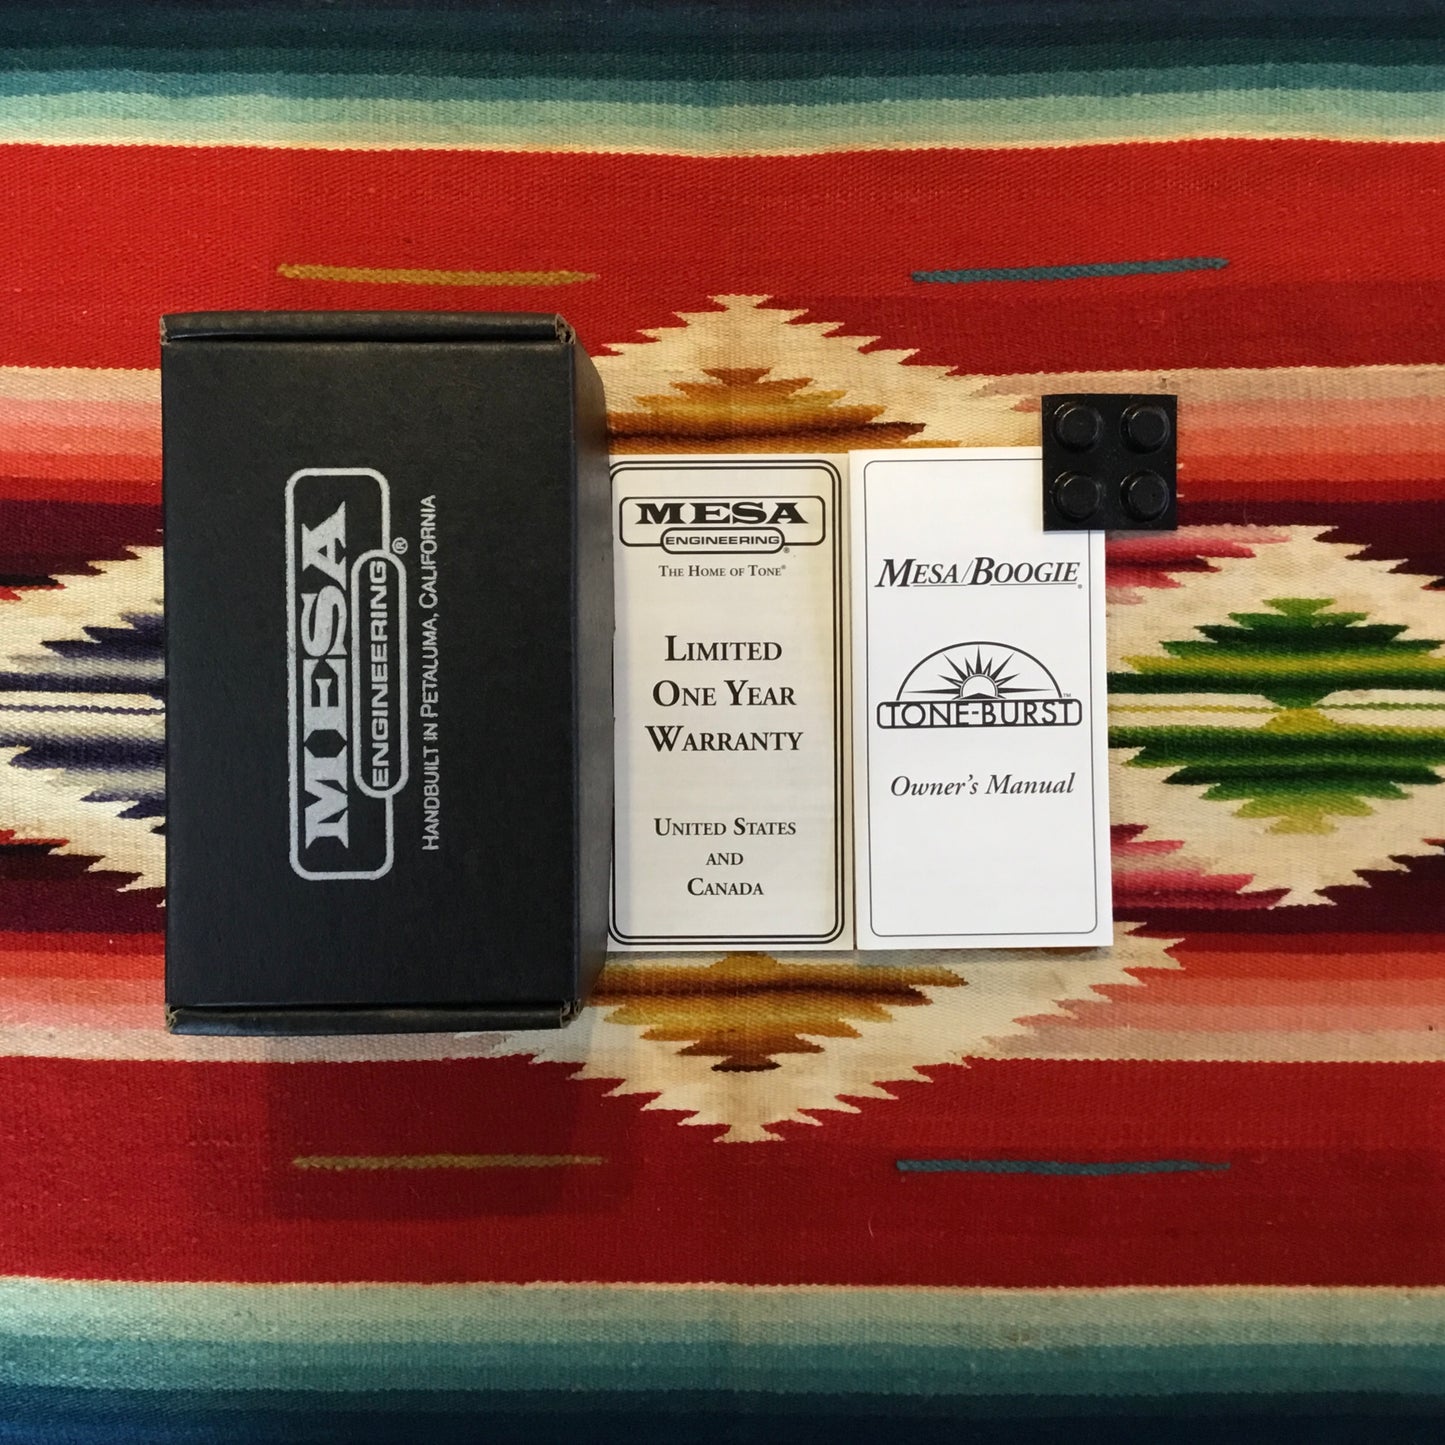 MESA
ENGINEERING®
HANDBUILT IN PETALUMA, CALIFORNIA
MESA
ENGINEERING®
THE HOME OF TONE®
LIMITED
ONE YEAR
WARRANTY
UNITED STATES
AND
CANADA
MESA/BOOGIE®
TONE-BURST™
Owner's Manual